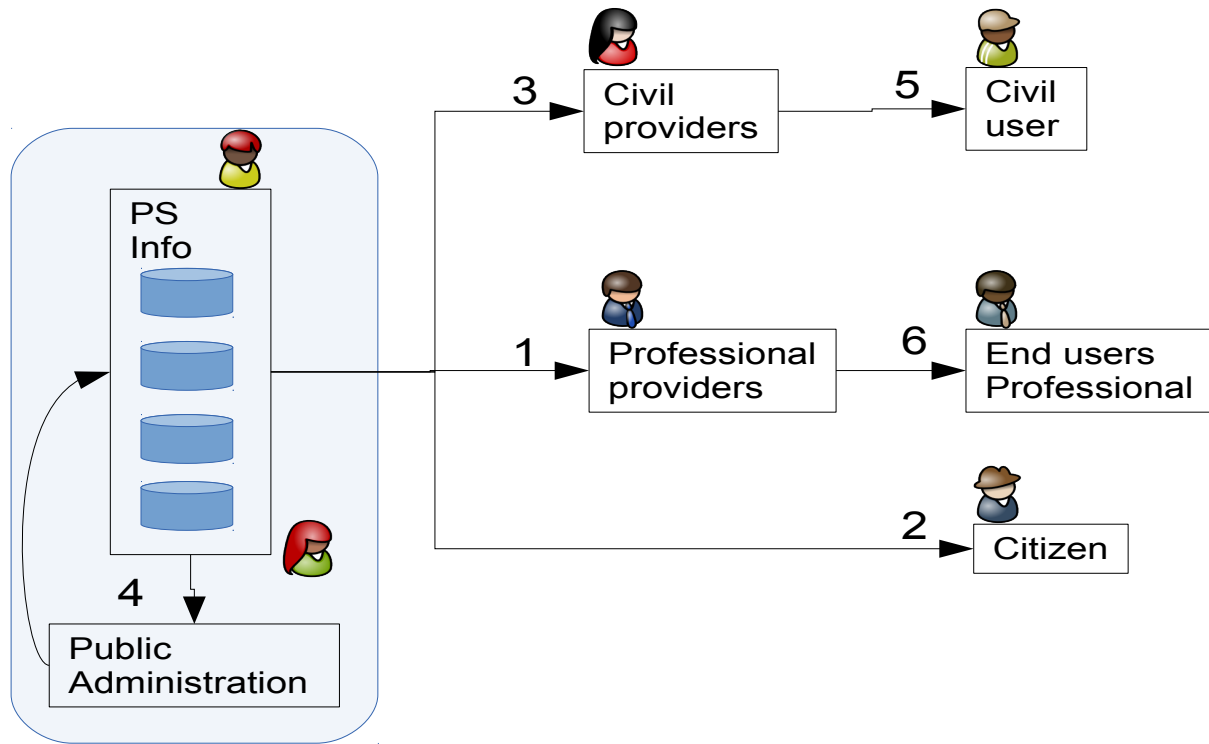 3
Civil
providers
5
Civil
user
PS
Info
1
Professional
providers
6
End users
Professional
2
Citizen
4
Public
Administration